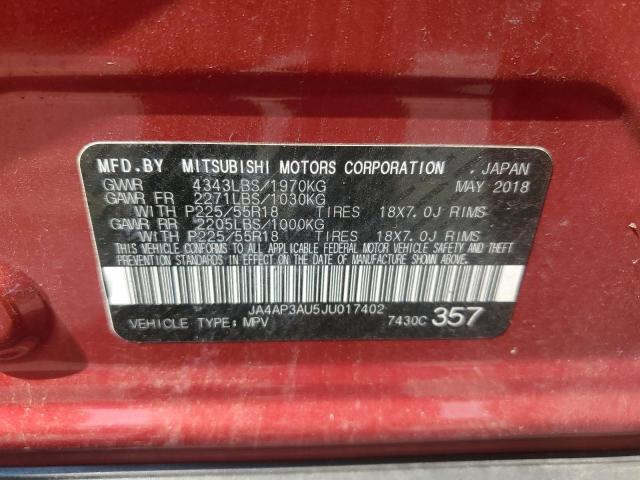 MFD. BY MITSUBISHI MOTORS CORPORATION , JAPAN
GVWR 4343LBS/1970KG MAY 2018
GAWR FR 2271LBS/1030KG
WITH P225/55R18 TIRES 18X7.0J RIMS
GAWR RR 2205LBS/1000KG
WITH P225/55R18 TIRES 18X7.0J RIMS
THIS VEHICLE CONFORMS TO ALL APPLICABLE FEDERAL MOTOR VEHICLE SAFETY AND THEFT
PREVENTION STANDARDS IN EFFECT ON THE DATE OF MANUFACTURE SHOWN ABOVE.
JA4AP3AU5JU017402
VEHICLE TYPE: MPV 7430C 357